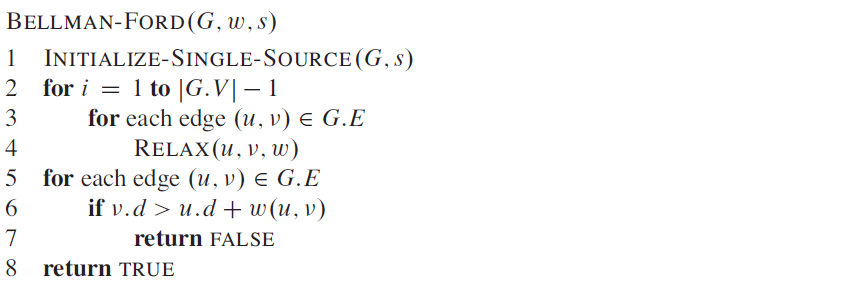 BELLMAN-FORD(G, w, s)
1 INITIALIZE-SINGLE-SOURCE(G, s)
2 for i = 1 to |G.V| − 1
3 for each edge (u, v) ∈ G.E
4 RELAX(u, v, w)
5 for each edge (u, v) ∈ G.E
6 if v.d > u.d + w(u, v)
7 return FALSE
8 return TRUE